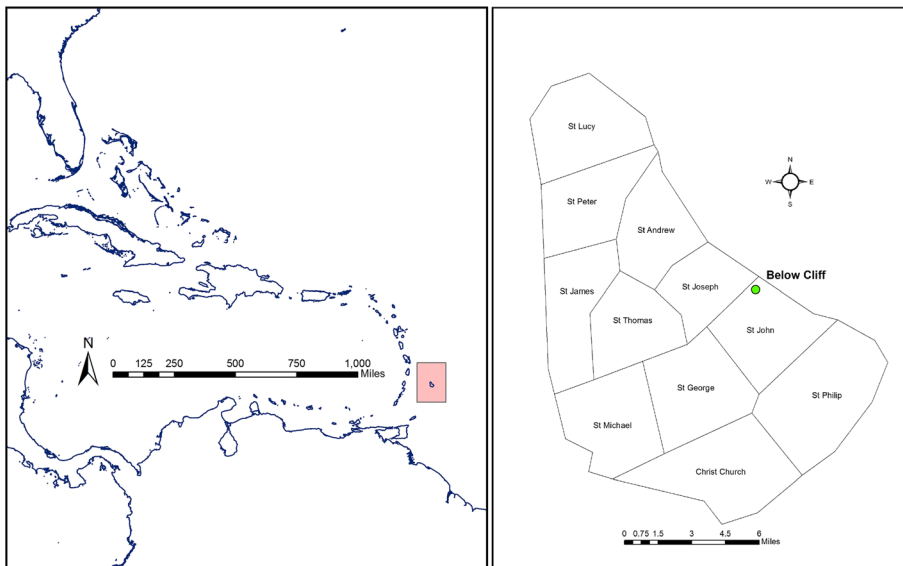 N
0 125 250 500 750 1,000
Miles
St Lucy
N
W E
S
St Peter
St Andrew
Below Cliff
St James
St Joseph
St Thomas
St John
St George
St Philip
St Michael
Christ Church
0 0.75 1.5 3 4.5 6
Miles